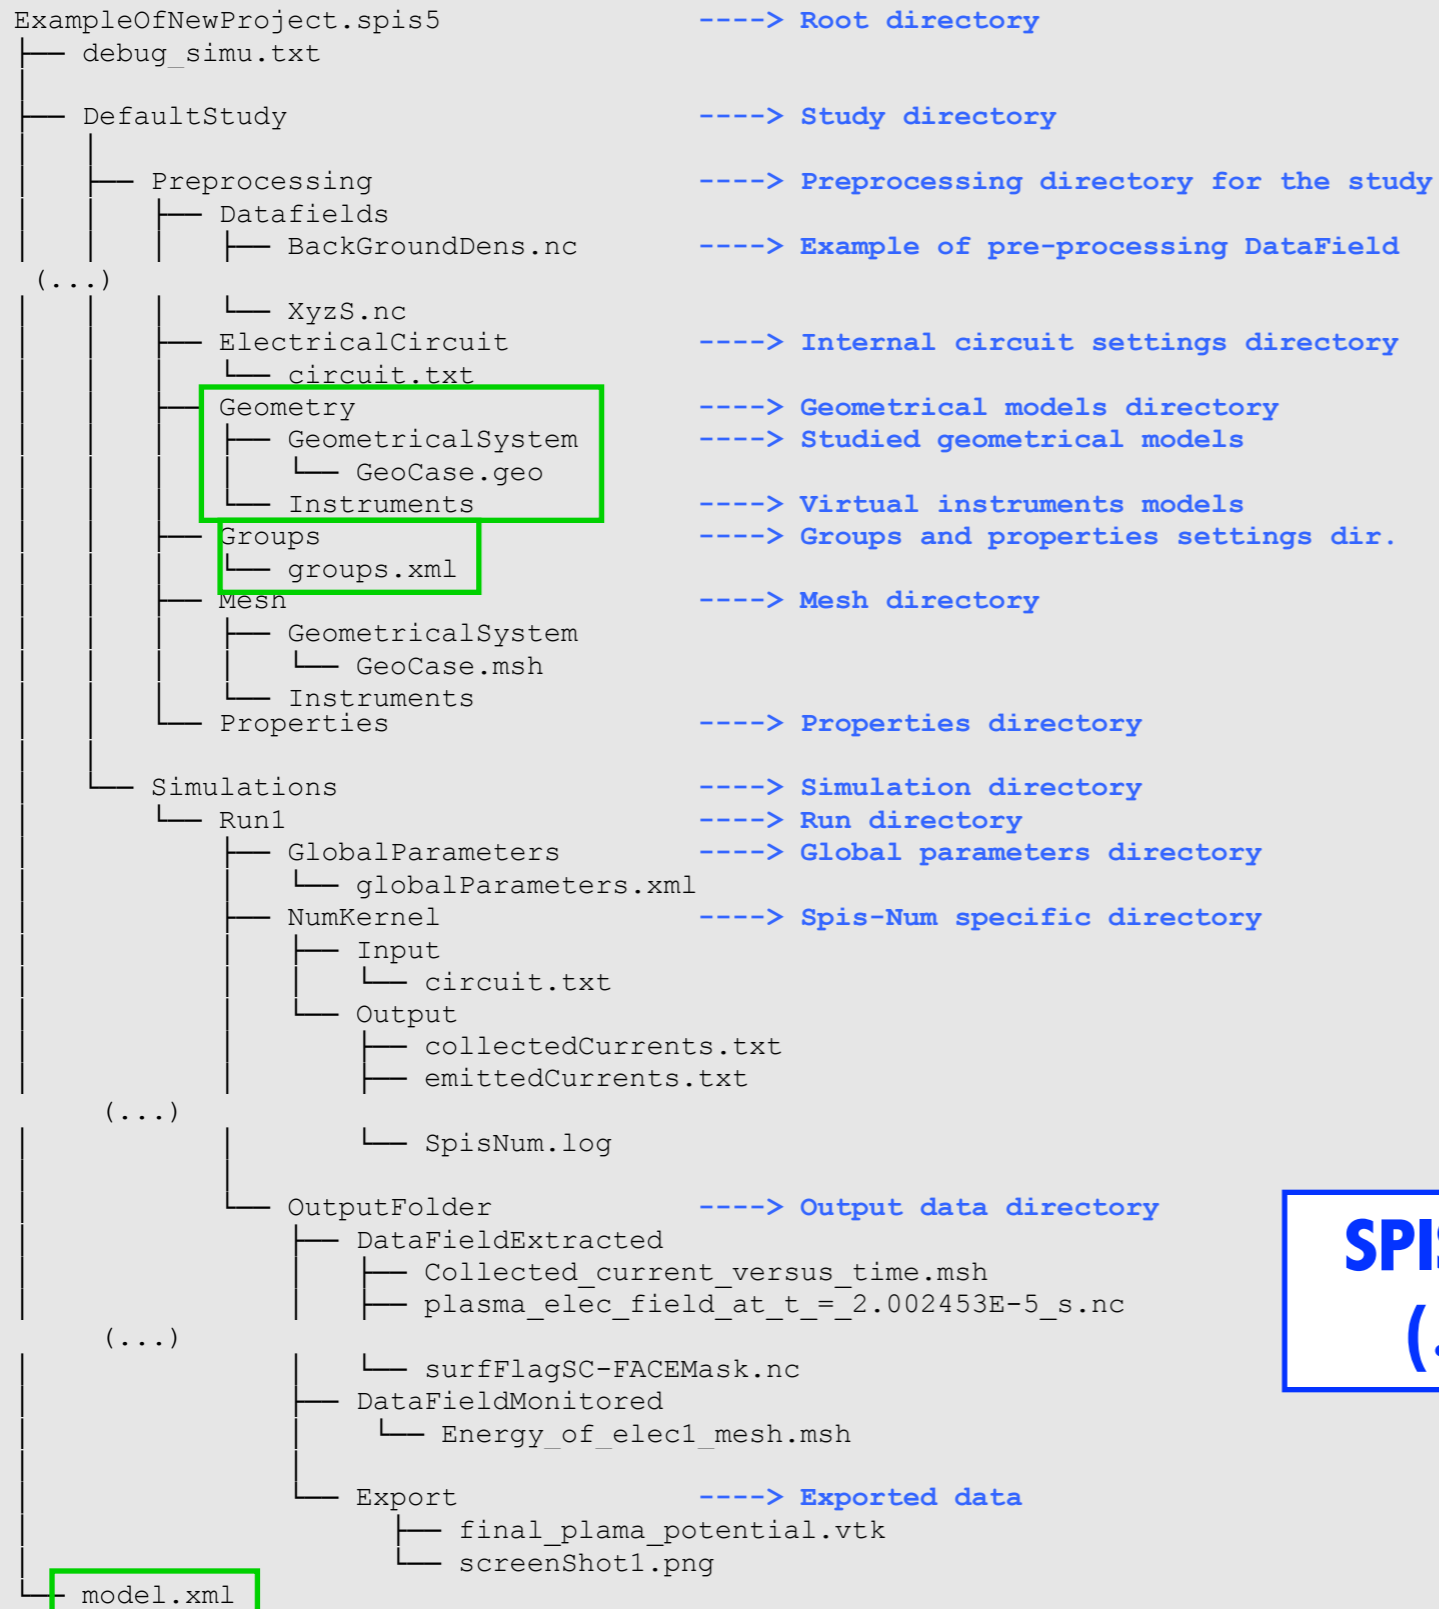 ExampleOfNewProject.spis5 ----> Root directory
├── debug_simu.txt
│
├── DefaultStudy ----> Study directory
│   │
│   ├── Preprocessing ----> Preprocessing directory for the study
│   │   ├── Datafields
│   │   │   ├── BackGroundDens.nc ----> Example of pre-processing DataField
(...)
│   │   │   └── XyzS.nc
│   │   ├── ElectricalCircuit ----> Internal circuit settings directory
│   │   │   └── circuit.txt
│   │   ├── Geometry ----> Geometrical models directory
│   │   │   ├── GeometricalSystem ----> Studied geometrical models
│   │   │   │   └── GeoCase.geo
│   │   │   └── Instruments ----> Virtual instruments models
│   │   ├── Groups ----> Groups and properties settings dir.
│   │   │   └── groups.xml
│   │   ├── Mesh ----> Mesh directory
│   │   │   ├── GeometricalSystem
│   │   │   │   └── GeoCase.msh
│   │   │   └── Instruments
│   │   └── Properties ----> Properties directory
│   │
│   └── Simulations ----> Simulation directory
│       └── Run1 ----> Run directory
│           ├── GlobalParameters ----> Global parameters directory
│           │   └── globalParameters.xml
│           ├── NumKernel ----> Spis-Num specific directory
│           │   ├── Input
│           │   │   └── circuit.txt
│           │   └── Output
│           │       ├── collectedCurrents.txt
│           │       ├── emittedCurrents.txt
(...)
│           │       └── SpisNum.log
│           │
│           └── OutputFolder ----> Output data directory
│               ├── DataFieldExtracted
│               │   ├── Collected_current_versus_time.msh
│               │   ├── plasma_elec_field_at_t_=_2.002453E-5_s.nc
(...)
│               │   └── surfFlagSC-FACEMask.nc
│               ├── DataFieldMonitored
│               │   └── Energy_of_elec1_mesh.msh
│               │
│               └── Export ----> Exported data
│                   ├── final_plama_potential.vtk
│                   └── screenShot1.png
└── model.xml
SPIS
(.